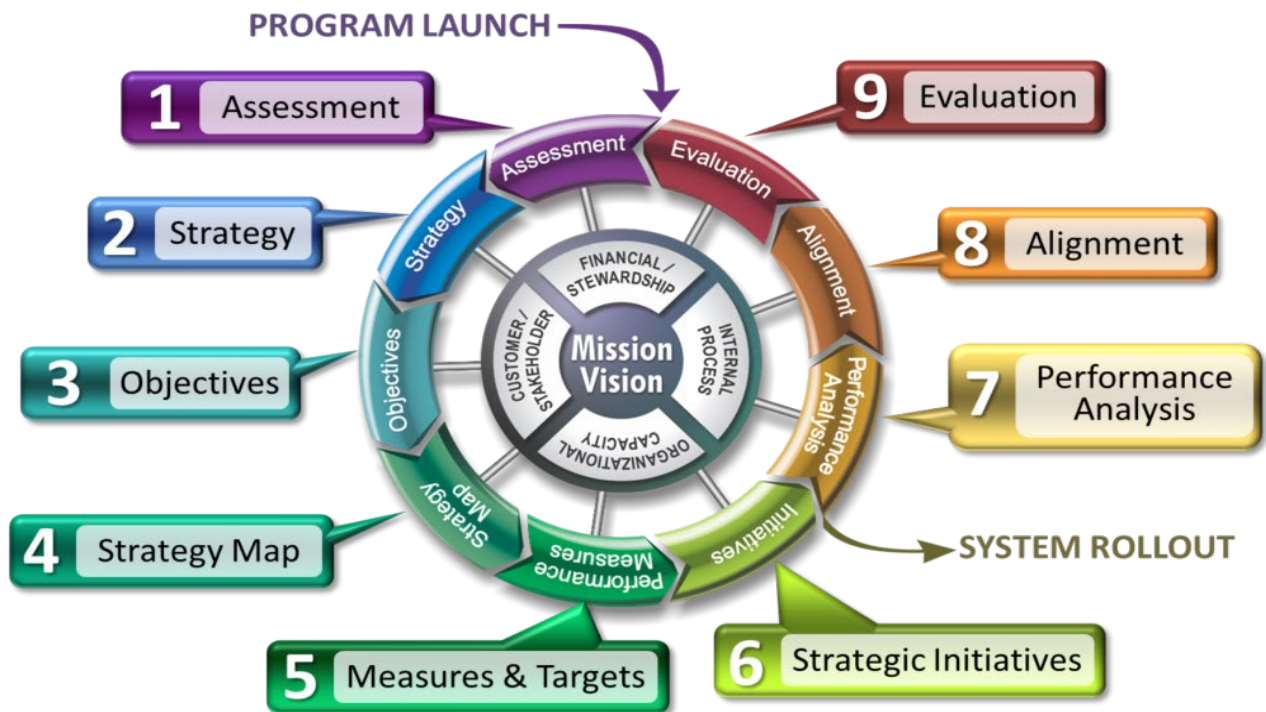 PROGRAM LAUNCH
1 Assessment
2 Strategy
3 Objectives
4 Strategy Map
5 Measures & Targets
6 Strategic Initiatives
7 Performance
Analysis
8 Alignment
9 Evaluation
SYSTEM ROLLOUT
Assessment
Strategy
Objectives
Strategy
Map
Performance
Measures
Initiatives
Performance
Analysis
Alignment
Evaluation
FINANCIAL /
STEWARDSHIP
CUSTOMER /
STAKEHOLDER
INTERNAL
PROCESS
ORGANIZATIONAL
CAPACITY
Mission
Vision